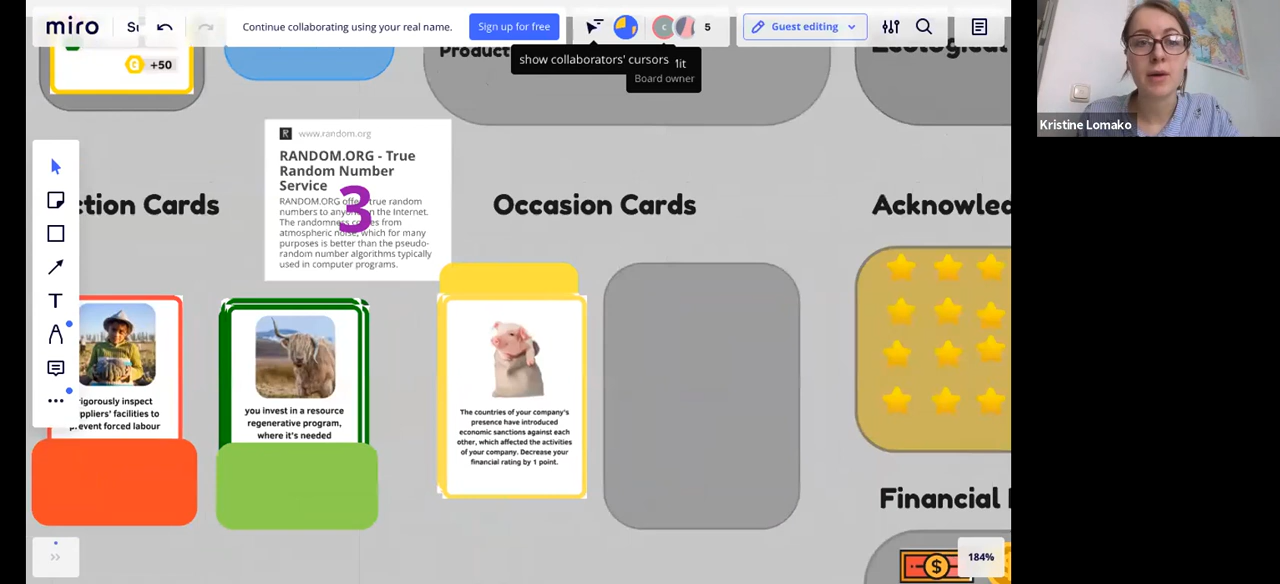 miro
Continue collaborating using your real name.
Sign up for free
5
Guest editing
show collaborators' cursors
Board owner
+50
Product
Ecological
www.random.org
RANDOM.ORG - True
Random Number
Service
3
RANDOM.ORG offers true random
numbers to anyone on the Internet.
The randomness comes from
atmospheric noise, which for many
purposes is better than the pseudo-
random number algorithms typically
used in computer programs.
ction Cards
Occasion Cards
Acknowled
rigorously inspect
ppliers' facilities to
prevent forced labour
you invest in a resource
regenerative program,
where it's needed
The countries of your company's
presence have introduced
economic sanctions against each
other, which affected the activities
of your company. Decrease your
financial rating by 1 point.
Financial
$
184%
Kristine Lomako